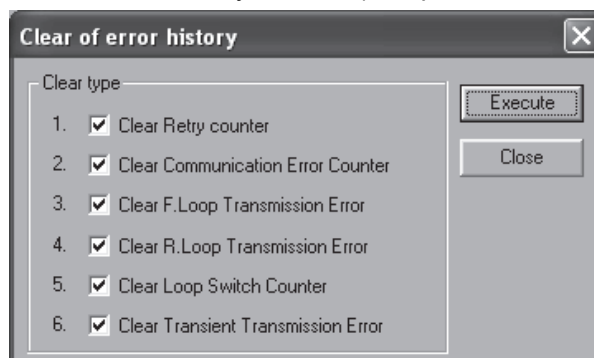 Clear of error history
Clear type
1. Clear Retry counter
2. Clear Communication Error Counter
3. Clear F.Loop Transmission Error
4. Clear R.Loop Transmission Error
5. Clear Loop Switch Counter
6. Clear Transient Transmission Error
Execute
Close